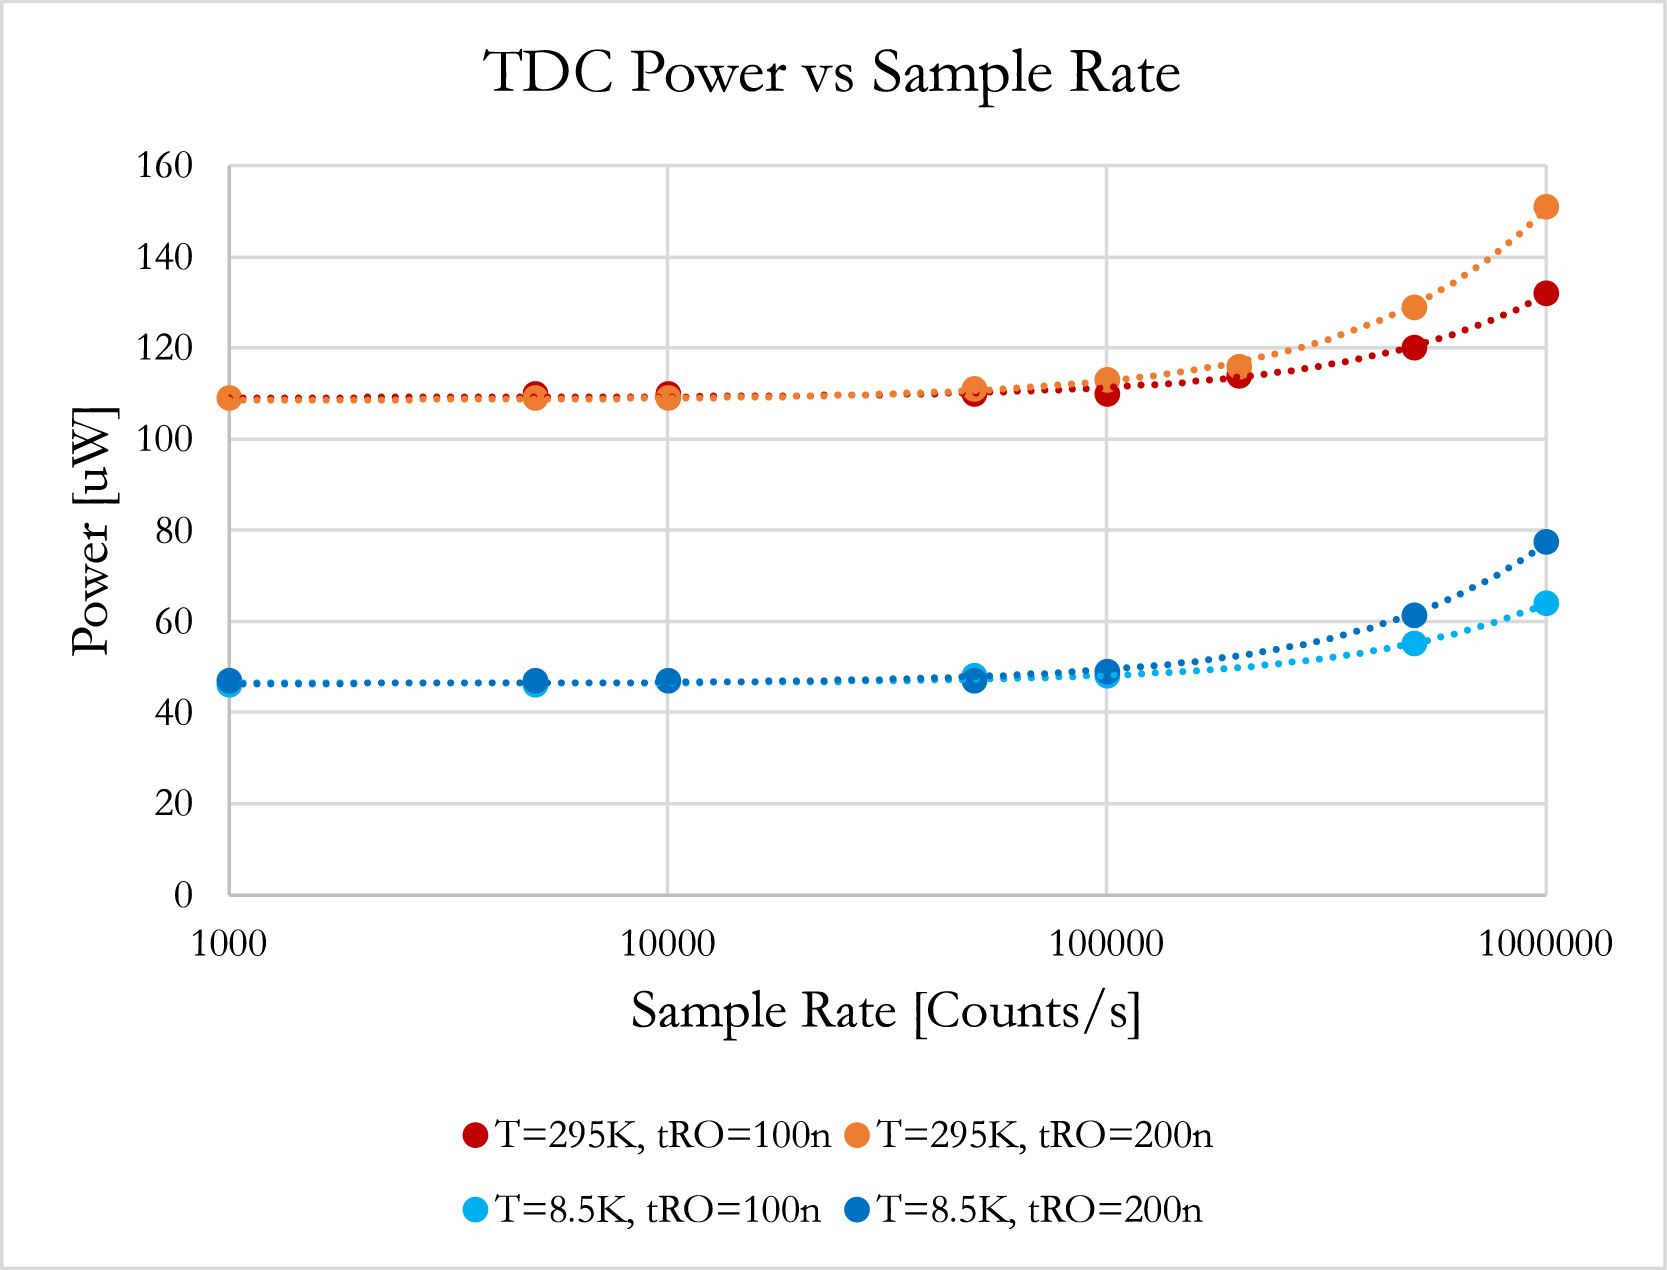 TDC Power vs Sample Rate
160
140
120
100
80
60
40
20
0
Power [uW]
1000 10000 100000 1000000
Sample Rate [Counts/s]
T=295K, tRO=100n T=295K, tRO=200n
T=8.5K, tRO=100n T=8.5K, tRO=200n